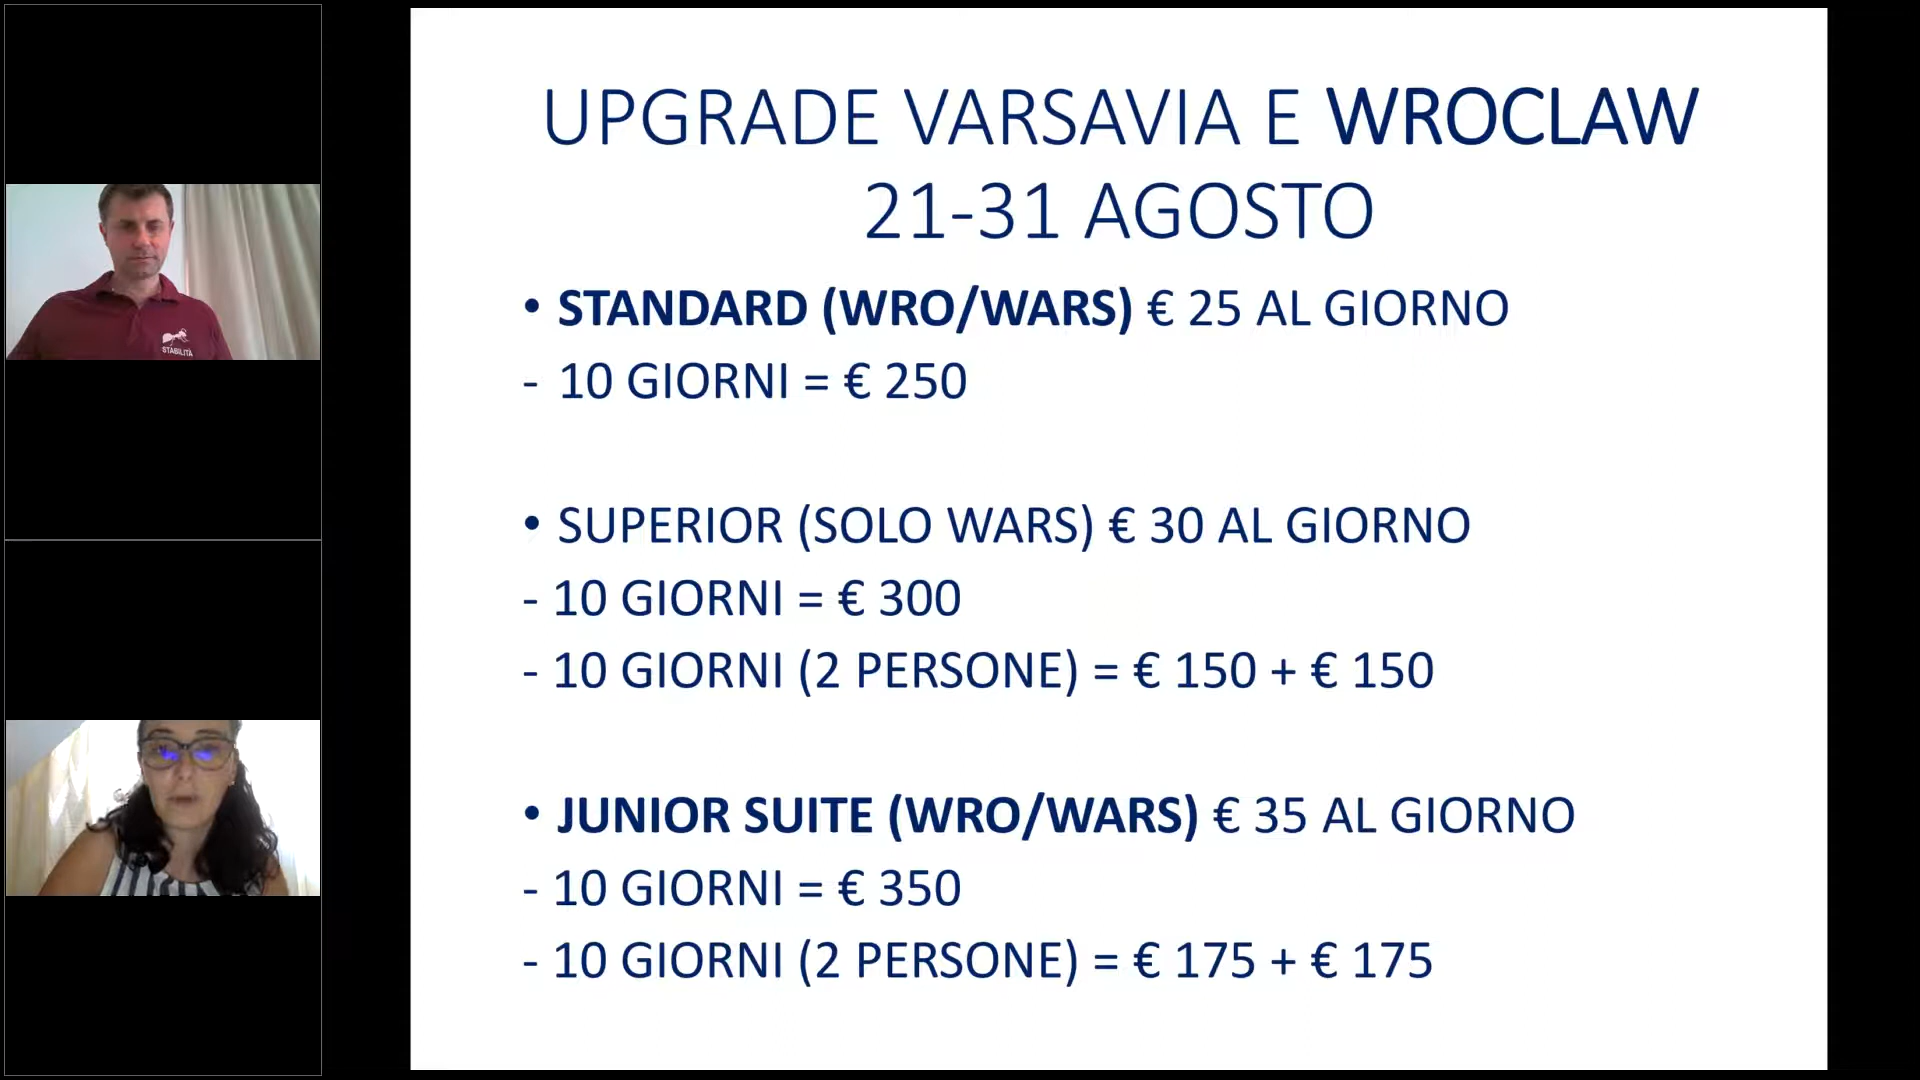 UPGRADE VARSAVIA E WROCLAW
21-31 AGOSTO
• STANDARD (WRO/WARS) € 25 AL GIORNO
- 10 GIORNI = € 250
• SUPERIOR (SOLO WARS) € 30 AL GIORNO
- 10 GIORNI = € 300
- 10 GIORNI (2 PERSONE) = € 150 + € 150
• JUNIOR SUITE (WRO/WARS) € 35 AL GIORNO
- 10 GIORNI = € 350
- 10 GIORNI (2 PERSONE) = € 175 + € 175
STABILITÀ